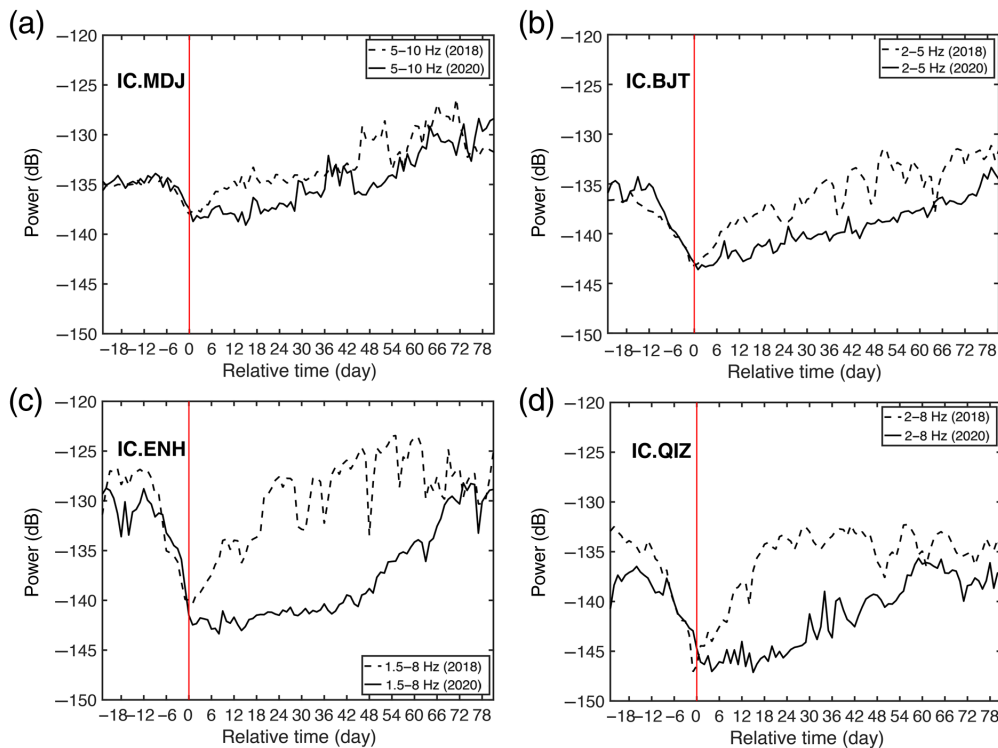 (a)
−120
−125
−130
−135
−140
−145
−150
Power (dB)
IC.MDJ
5–10 Hz (2018)
5–10 Hz (2020)
−18−12 −6 0 6 12 18 24 30 36 42 48 54 60 66 72 78
Relative time (day)
(b)
−120
−125
−130
−135
−140
−145
−150
Power (dB)
IC.BJT
2–5 Hz (2018)
2–5 Hz (2020)
−18−12 −6 0 6 12 18 24 30 36 42 48 54 60 66 72 78
Relative time (day)
(c)
−120
−125
−130
−135
−140
−145
−150
Power (dB)
IC.ENH
1.5–8 Hz (2018)
1.5–8 Hz (2020)
−18−12 −6 0 6 12 18 24 30 36 42 48 54 60 66 72 78
Relative time (day)
(d)
−120
−125
−130
−135
−140
−145
−150
Power (dB)
IC.QIZ
2–8 Hz (2018)
2–8 Hz (2020)
−18−12 −6 0 6 12 18 24 30 36 42 48 54 60 66 72 78
Relative time (day)